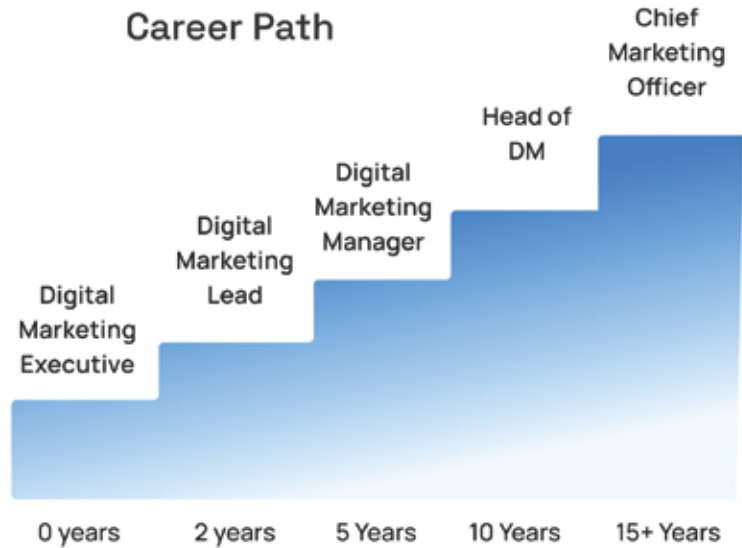 Career Path
Digital
Marketing
Executive
Digital
Marketing
Lead
Digital
Marketing
Manager
Head of
DM
Chief
Marketing
Officer
0 years
2 years
5 Years
10 Years
15+ Years